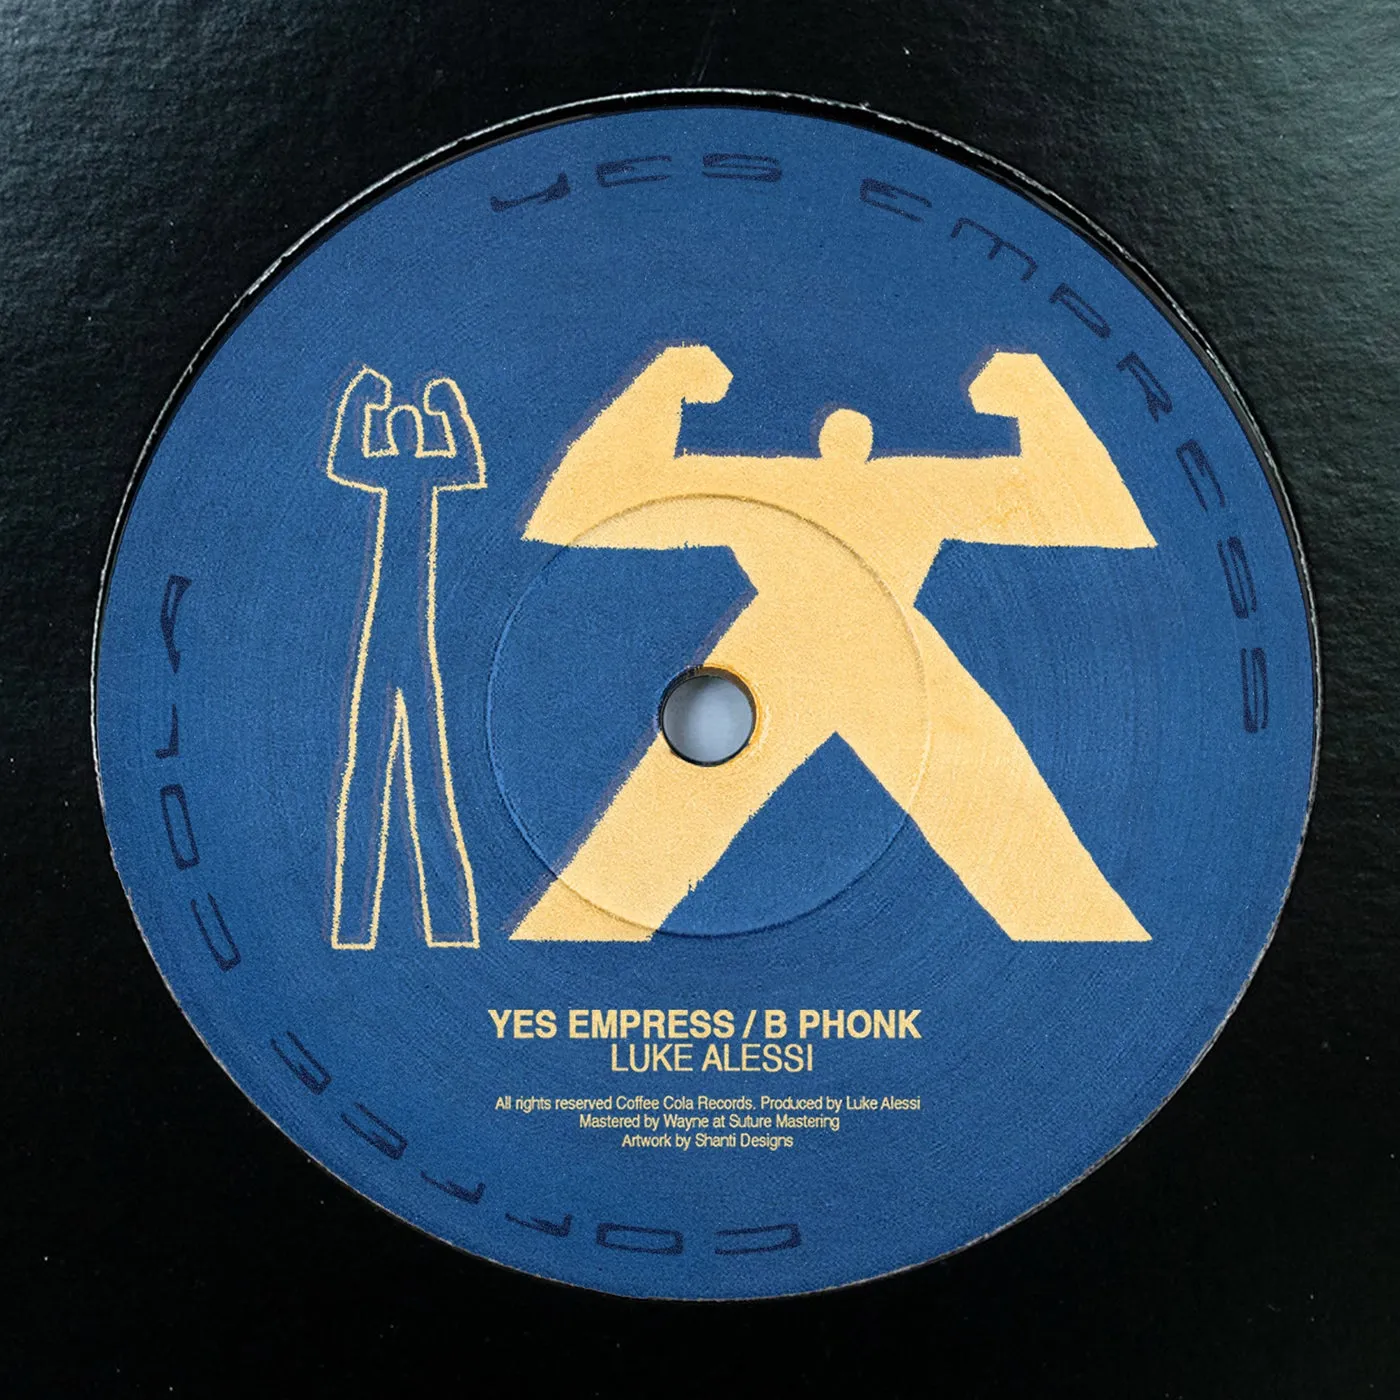 YES EMPRESS
COFFEE COLA
YES EMPRESS / B PHONK
LUKE ALESSI
All rights reserved Coffee Cola Records. Produced by Luke Alessi
Mastered by Wayne at Suture Mastering
Artwork by Shanti Designs